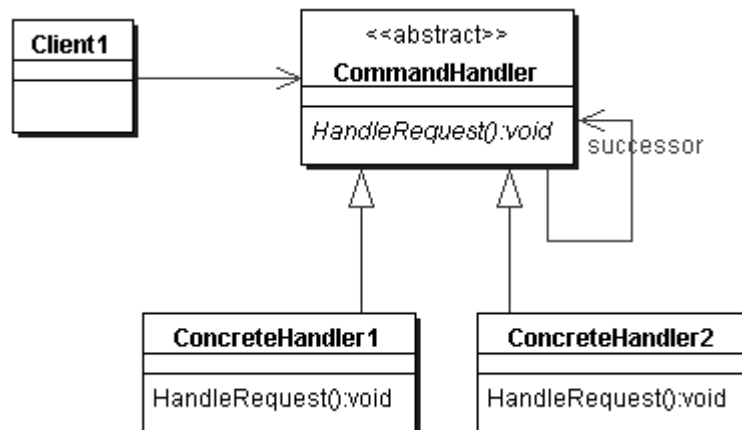 Client1
<<abstract>>
CommandHandler
HandleRequest():void
successor
ConcreteHandler1
HandleRequest():void
ConcreteHandler2
HandleRequest():void